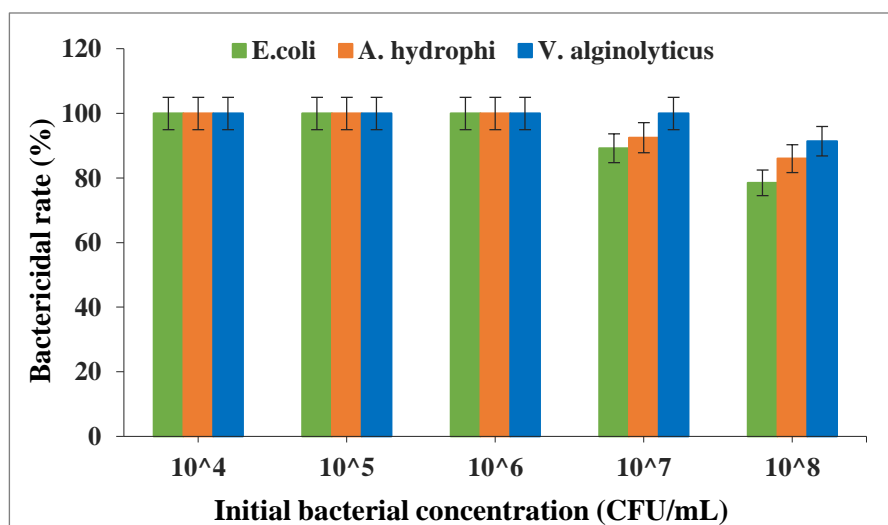 120
E.coli A. hydrophi V. alginolyticus
100
80
60
40
20
0
Bactericidal rate (%)
10^4 10^5 10^6 10^7 10^8
Initial bacterial concentration (CFU/mL)